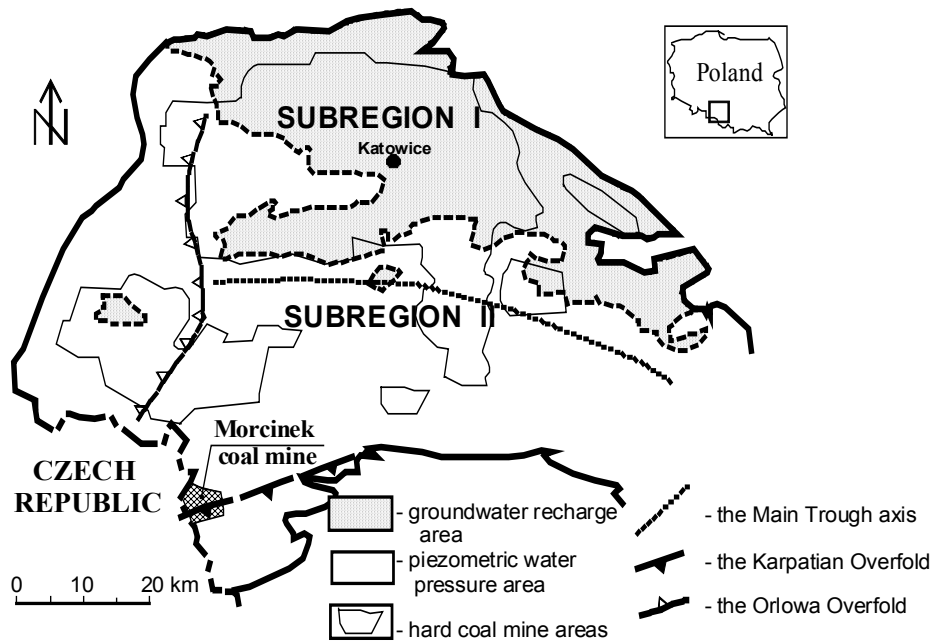 Poland
N
SUBREGION I
Katowice
SUBREGION II
Morcinek
coal mine
CZECH
REPUBLIC
0 10 20 km
- groundwater recharge
area
- piezometric water
pressure area
- hard coal mine areas
- the Main Trough axis
- the Karpatian Overfold
- the Orlowa Overfold